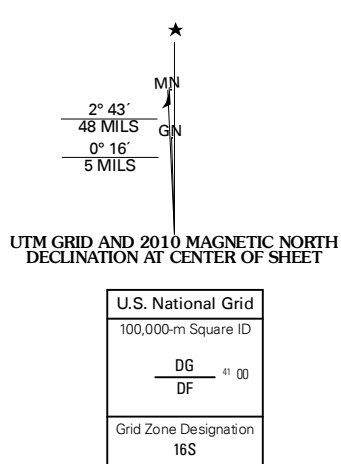 ★
MN
2° 43´
48 MILS
GN
0° 16´
5 MILS
UTM GRID AND 2010 MAGNETIC NORTH
DECLINATION AT CENTER OF SHEET
U.S. National Grid
100,000-m Square ID
DG
41 00
DF
Grid Zone Designation
16S